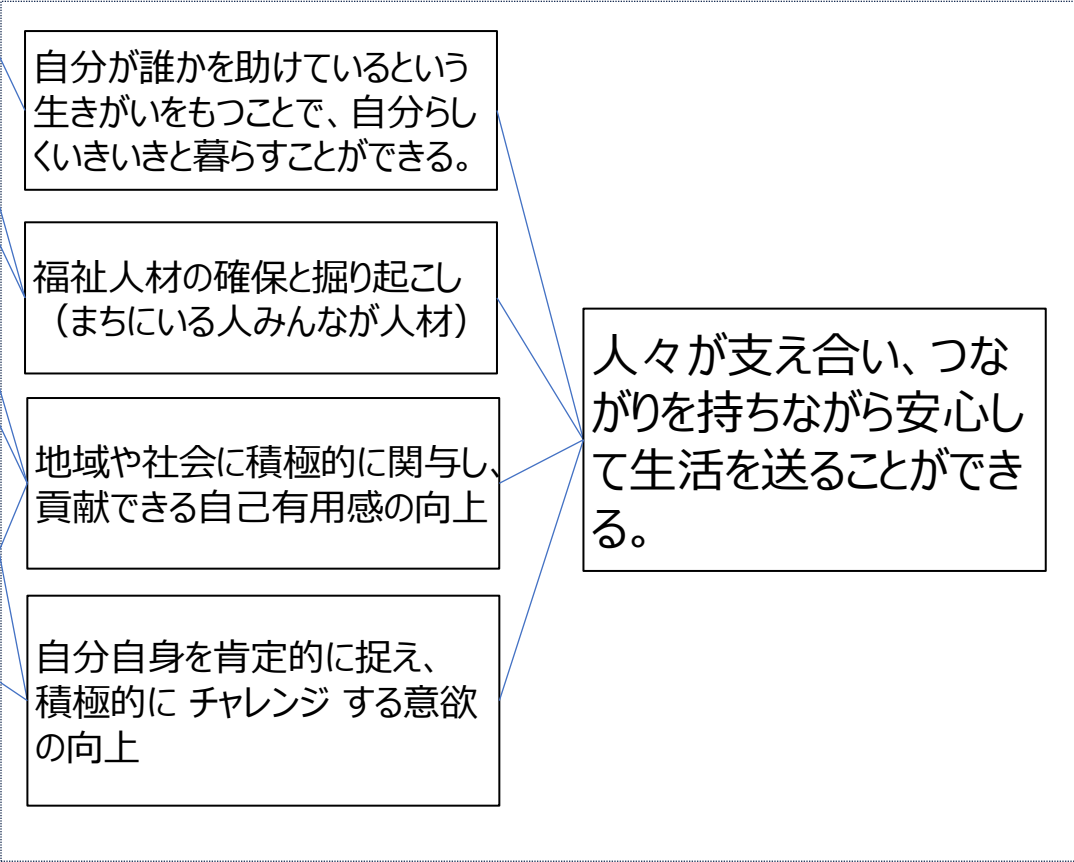 自分が誰かを助けているという
生きがいをもつことで、自分らし
くいきいきと暮らすことができる。
福祉人材の確保と掘り起こし
（まちにいる人みんなが人材）
地域や社会に積極的に関与し、
貢献できる自己有用感の向上
自分自身を肯定的に捉え、
積極的に チャレンジ する意欲
の向上
人々が支え合い、つな
がりを持ちながら安心し
て生活を送ることができ
る。